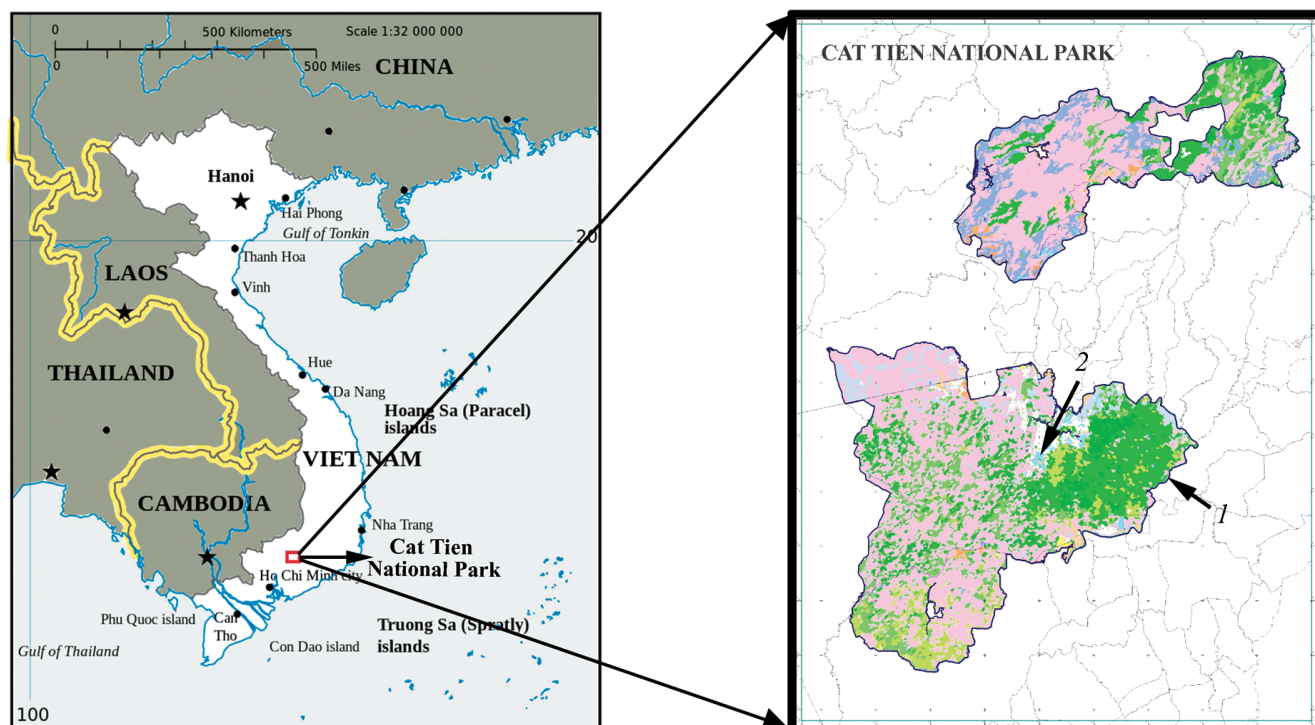 0 500 Kilometers Scale 1:32 000 000
0 500 Miles
CHINA
Hanoi
Hai Phong
Gulf of Tonkin
20
Thanh Hoa
LAOS
Vinh
THAILAND
Hue
Da Nang
Hoang Sa (Paracel)
islands
VIET NAM
CAMBODIA
Nha Trang
Cat Tien
National Park
Ho Chi Minh city
Phu Quoc island
Can
Tho
Truong Sa (Spratly)
islands
Con Dao island
Gulf of Thailand
100
CAT TIEN NATIONAL PARK
2
1